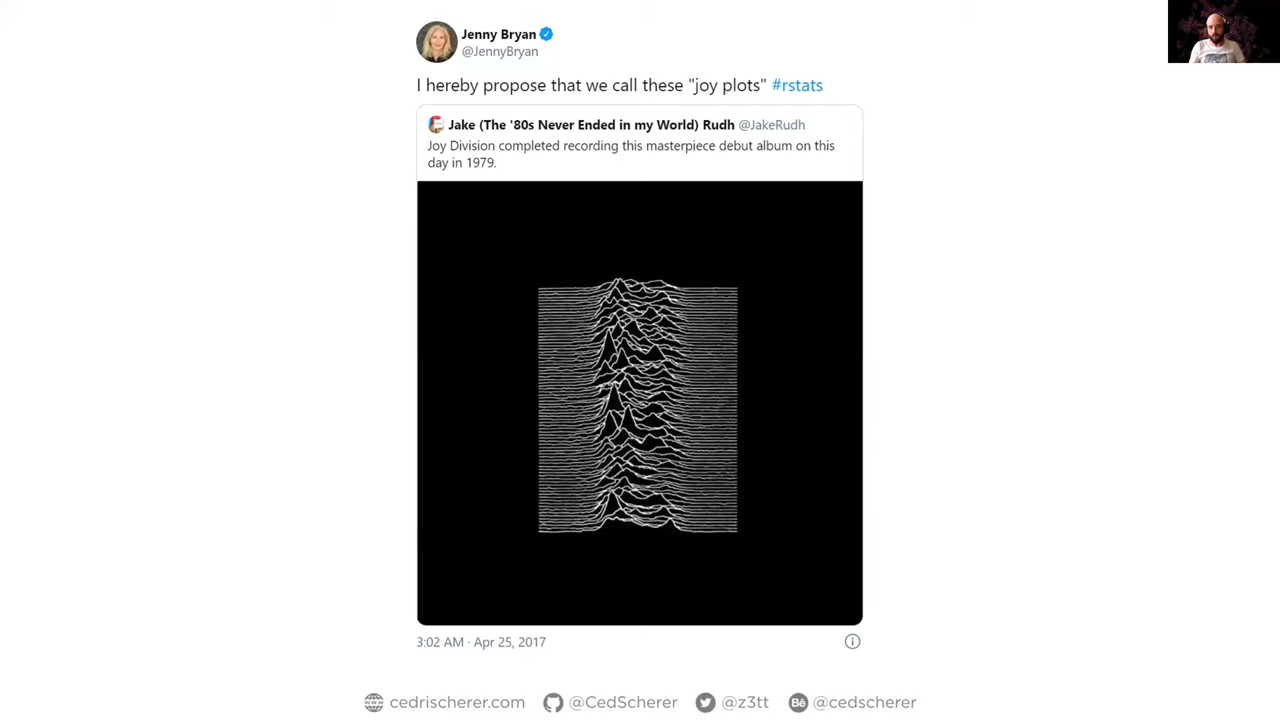 Jenny Bryan
@JennyBryan
I hereby propose that we call these "joy plots" #rstats
Jake (The '80s Never Ended in my World) Rudh @JakeRudh
Joy Division completed recording this masterpiece debut album on this
day in 1979.
3:02 AM · Apr 25, 2017
cedricscherer.com @CedScherer @z3tt Bē @cedscherer